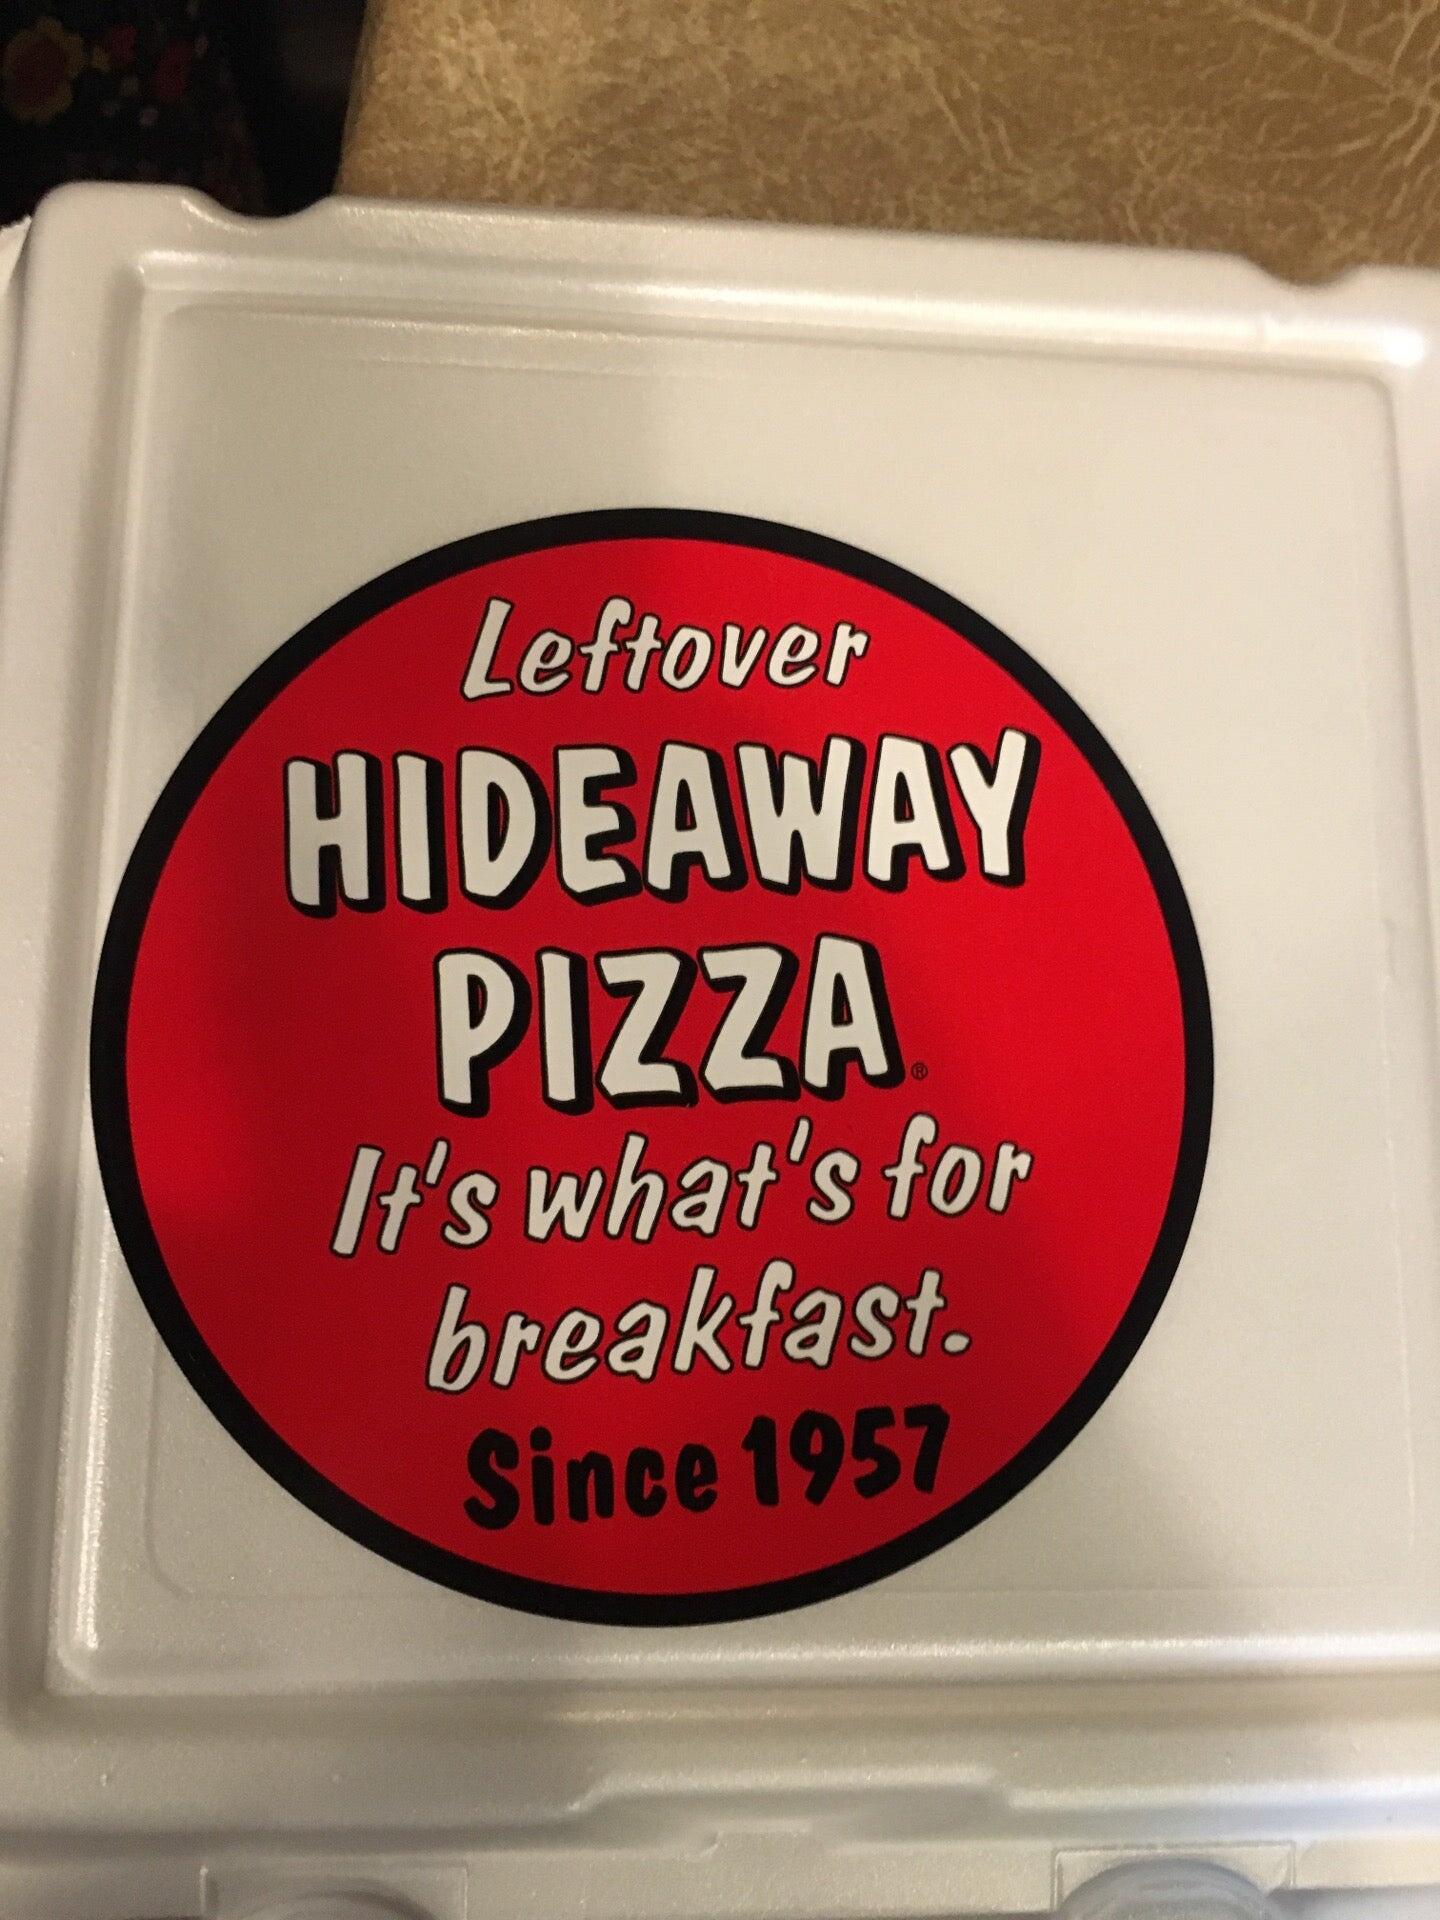 Leftover
HIDEAWAY
PIZZA®
It's what's for
breakfast.
Since 1957